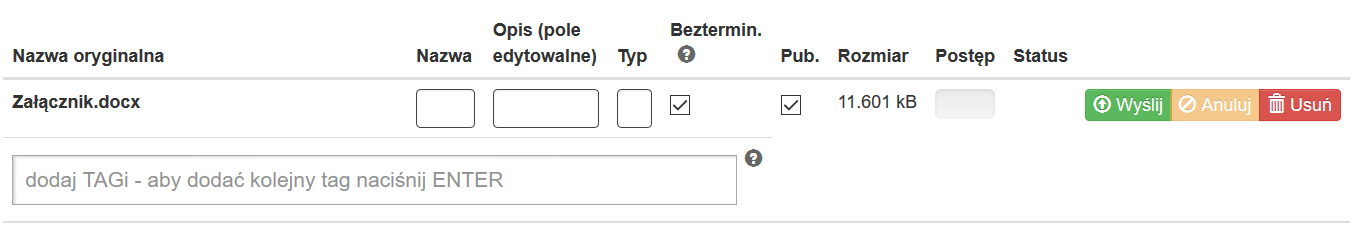 Nazwa oryginalna Nazwa Opis (pole edytowalne) Typ Beztermin. ? Pub. Rozmiar Postęp Status
Załącznik.docx 11.601 kB Wyślij Anuluj Usuń
dodaj TAGi - aby dodać kolejny tag naciśnij ENTER ?